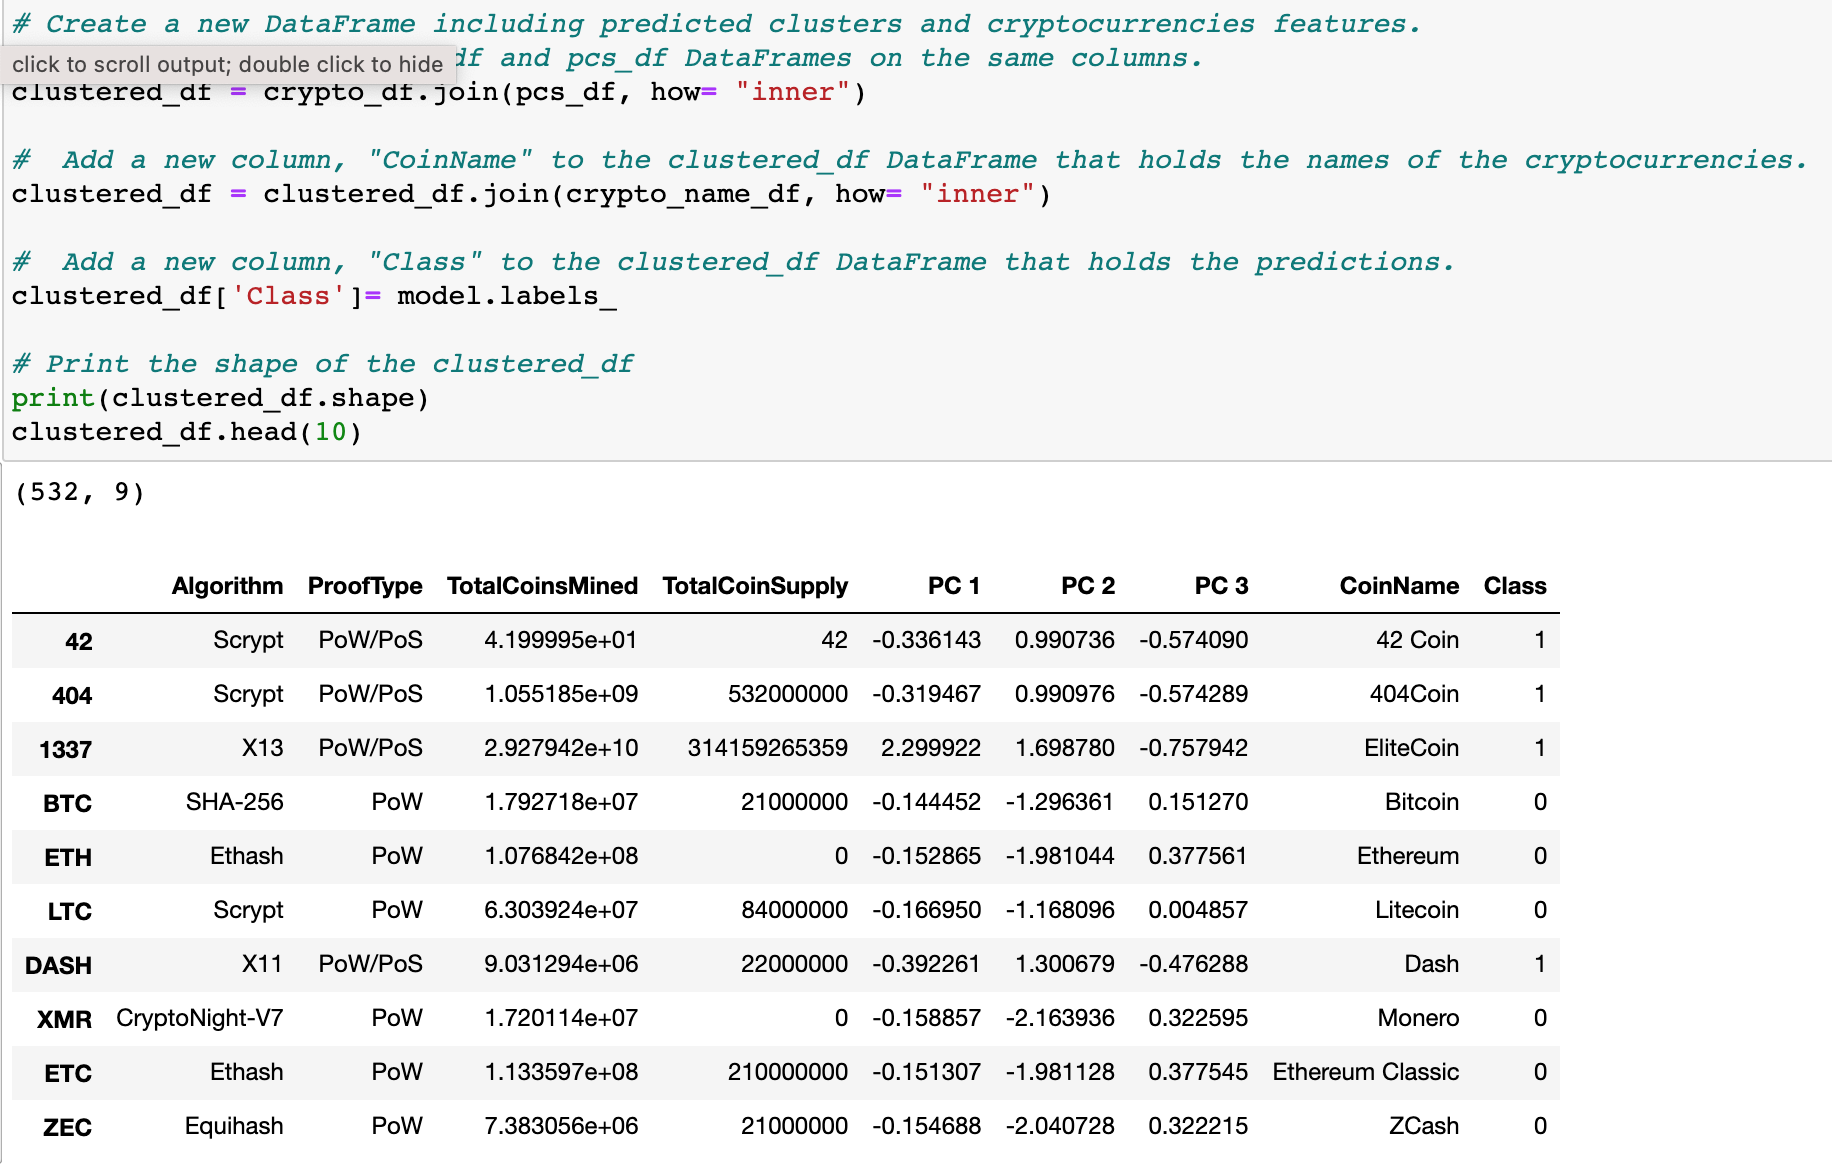 # Create a new DataFrame including predicted clusters and cryptocurrencies features.
click to scroll output; double click to hide df and pcs_df DataFrames on the same columns.
clustered_df = crypto_df.join(pcs_df, how= "inner")
#  Add a new column, "CoinName" to the clustered_df DataFrame that holds the names of the cryptocurrencies.
clustered_df = clustered_df.join(crypto_name_df, how= "inner")
#  Add a new column, "Class" to the clustered_df DataFrame that holds the predictions.
clustered_df['Class']= model.labels_
# Print the shape of the clustered_df
print(clustered_df.shape)
clustered_df.head(10)
(532, 9)
Algorithm ProofType TotalCoinsMined TotalCoinSupply PC 1 PC 2 PC 3 CoinName Class
42 Scrypt PoW/PoS 4.199995e+01 42 -0.336143 0.990736 -0.574090 42 Coin 1
404 Scrypt PoW/PoS 1.055185e+09 532000000 -0.319467 0.990976 -0.574289 404Coin 1
1337 X13 PoW/PoS 2.927942e+10 314159265359 2.299922 1.698780 -0.757942 EliteCoin 1
BTC SHA-256 PoW 1.792718e+07 21000000 -0.144452 -1.296361 0.151270 Bitcoin 0
ETH Ethash PoW 1.076842e+08 0 -0.152865 -1.981044 0.377561 Ethereum 0
LTC Scrypt PoW 6.303924e+07 84000000 -0.166950 -1.168096 0.004857 Litecoin 0
DASH X11 PoW/PoS 9.031294e+06 22000000 -0.392261 1.300679 -0.476288 Dash 1
XMR CryptoNight-V7 PoW 1.720114e+07 0 -0.158857 -2.163936 0.322595 Monero 0
ETC Ethash PoW 1.133597e+08 210000000 -0.151307 -1.981128 0.377545 Ethereum Classic 0
ZEC Equihash PoW 7.383056e+06 21000000 -0.154688 -2.040728 0.322215 ZCash 0